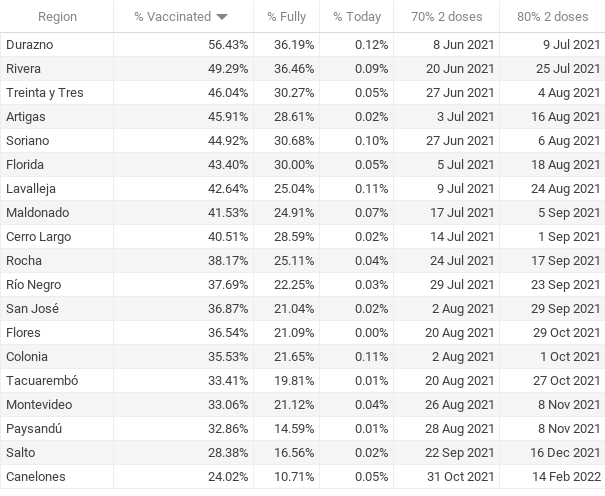 Region % Vaccinated % Fully % Today 70% 2 doses 80% 2 doses
Durazno 56.43% 36.19% 0.12% 8 Jun 2021 9 Jul 2021
Rivera 49.29% 36.46% 0.09% 20 Jun 2021 25 Jul 2021
Treinta y Tres 46.04% 30.27% 0.05% 27 Jun 2021 4 Aug 2021
Artigas 45.91% 28.61% 0.02% 3 Jul 2021 16 Aug 2021
Soriano 44.92% 30.68% 0.10% 27 Jun 2021 6 Aug 2021
Florida 43.40% 30.00% 0.05% 5 Jul 2021 18 Aug 2021
Lavalleja 42.64% 25.04% 0.11% 9 Jul 2021 24 Aug 2021
Maldonado 41.53% 24.91% 0.07% 17 Jul 2021 5 Sep 2021
Cerro Largo 40.51% 28.59% 0.02% 14 Jul 2021 1 Sep 2021
Rocha 38.17% 25.11% 0.04% 24 Jul 2021 17 Sep 2021
Río Negro 37.69% 22.25% 0.03% 29 Jul 2021 23 Sep 2021
San José 36.87% 21.04% 0.02% 2 Aug 2021 29 Sep 2021
Flores 36.54% 21.09% 0.00% 20 Aug 2021 29 Oct 2021
Colonia 35.53% 21.65% 0.11% 2 Aug 2021 1 Oct 2021
Tacuarembó 33.41% 19.81% 0.01% 20 Aug 2021 27 Oct 2021
Montevideo 33.06% 21.12% 0.04% 26 Aug 2021 8 Nov 2021
Paysandú 32.86% 14.59% 0.01% 28 Aug 2021 8 Nov 2021
Salto 28.38% 16.56% 0.02% 22 Sep 2021 16 Dec 2021
Canelones 24.02% 10.71% 0.05% 31 Oct 2021 14 Feb 2022